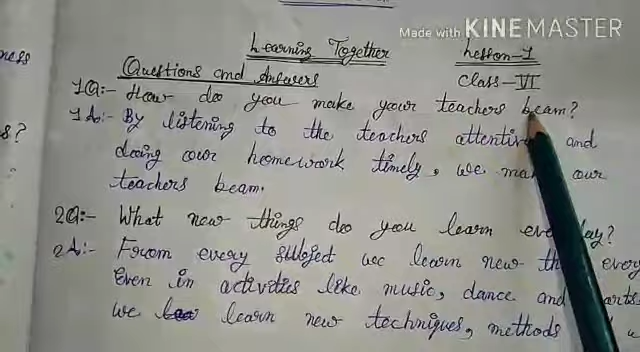 Made with KINEMASTER
ness
Learning Together
Lesson-1
Questions and Answers
Class-VI
1Q:- How do you make your teachers beam?
s?
1A:- By listening to the teachers and
doing our homework timely, we our
teachers beam.
2Q:- What new things do you learn
2A:- From every subject we learn new every
Even in activities like music, dance and arts
we learn new techniques, methods